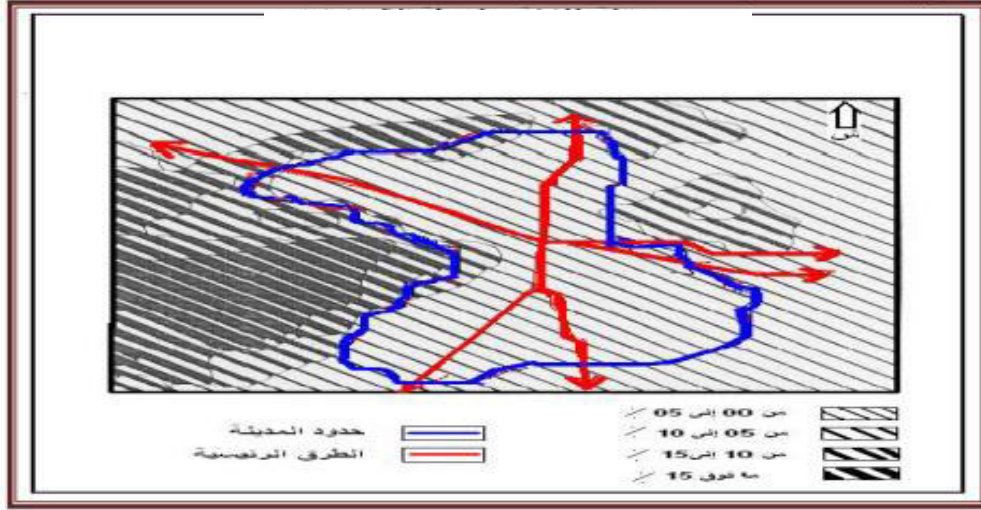 من 00 إلى 05 ٪
من 05 إلى 10 ٪
من 10 إلى 15 ٪
ما فوق 15 ٪
حدود المدينة
الطرق الرئيسية